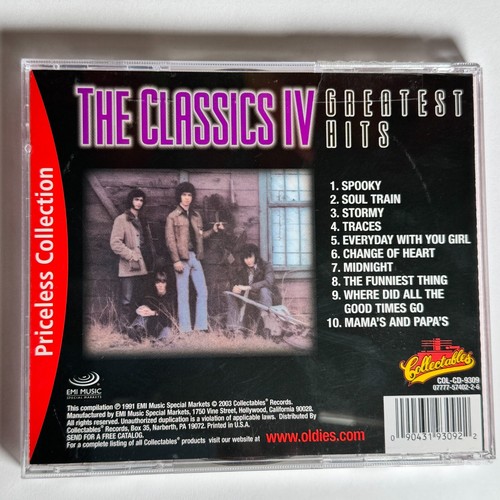 THE CLASSICS IV GREATEST
HITS
Priceless Collection
1. SPOOKY
2. SOUL TRAIN
3. STORMY
4. TRACES
5. EVERYDAY WITH YOU GIRL
6. CHANGE OF HEART
7. MIDNIGHT
8. THE FUNNIEST THING
9. WHERE DID ALL THE
GOOD TIMES GO
10. MAMA'S AND PAPA'S
Collectables
COL-CD-9309
07777-57402-2-6
EMI MUSIC
SPECIAL MARKETS
This compilation ℗ 1991 EMI Music Special Markets © 2003 Collectables® Records.
Manufactured by EMI Music Special Markets, 1750 Vine Street, Hollywood, California 90028.
All rights reserved. Unauthorized duplication is a violation of applicable laws. Distributed by
Collectables® Records, Box 35, Narberth, PA 19072. Printed in U.S.A.
SEND FOR A FREE CATALOG.
For a complete listing of all Collectables® products visit our website at www.oldies.com
0 90431 93092 2